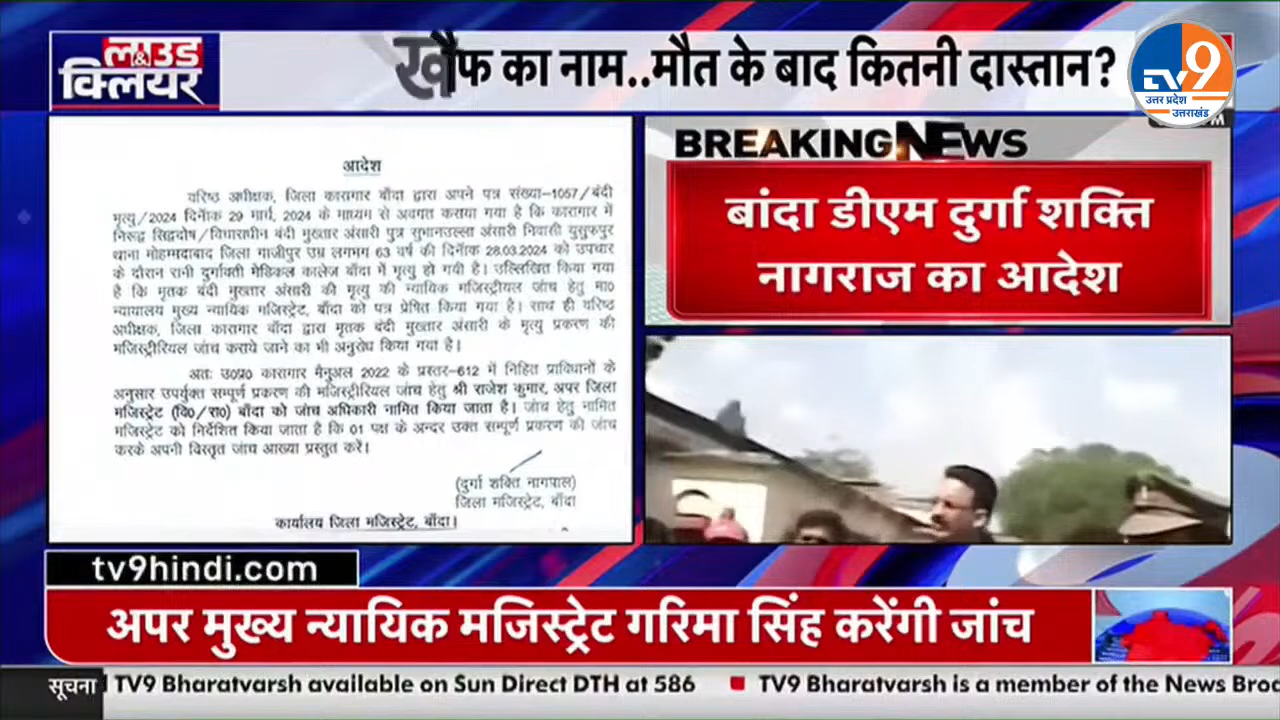 लाउड
&
क्लियर
खौफ का नाम..मौत के बाद कितनी दास्तान?
TV9
उत्तर प्रदेश
उत्तराखंड
आदेश
वरिष्ठ अधीक्षक, जिला कारागार बाँदा द्वारा अपने पत्र संख्या-1057/बंदी
मृत्यु/2024 दिनाँक 29 मार्च, 2024 के माध्यम से अवगत कराया गया है कि कारागार में
निरूद्ध सिद्वदोष/विचाराधीन बंदी मुख्तार अंसारी पुत्र सुभानउल्ला अंसारी निवासी युसुफपुर
थाना मोहम्मदाबाद जिला गाजीपुर उम्र लगभग 63 वर्ष की दिनाँक 28.03.2024 को उपचार
के दौरान रानी दुर्गावती मेडिकल कालेज बाँदा में मृत्यु हो गयी है। उल्लिखित किया गया
है कि मृतक बंदी मुख्तार अंसारी की मृत्यु की न्यायिक मजिस्ट्रीयल जांच हेतु मा0
न्यायालय मुख्य न्यायिक मजिस्ट्रेट, बाँदा को पत्र प्रेषित किया गया है। साथ ही वरिष्ठ
अधीक्षक, जिला कारागार बाँदा द्वारा मृतक बंदी मुख्तार अंसारी के मृत्यु प्रकरण की
मजिस्ट्रीरियल जांच कराये जाने का भी अनुरोध किया गया है।
अतः उ0प्र0 कारागार मैनुअल 2022 के प्रस्तर-612 में निहित प्राविधानों के
अनुसार उपर्युक्त सम्पूर्ण प्रकरण की मजिस्ट्रीरियल जांच हेतु श्री राजेश कुमार, अपर जिला
मजिस्ट्रेट (वि0/रा0) बाँदा को जांच अधिकारी नामित किया जाता है। जांच हेतु नामित
मजिस्ट्रेट को निर्देशित किया जाता है कि 01 पक्ष के अन्दर उक्त सम्पूर्ण प्रकरण की जांच
करके अपनी विस्तृत जांच आख्या प्रस्तुत करें।
(दुर्गा शक्ति नागपाल)
जिला मजिस्ट्रेट, बाँदा
कार्यालय जिला मजिस्ट्रेट, बाँदा।
BREAKING NEWS
बांदा डीएम दुर्गा शक्ति
नागराज का आदेश
tv9hindi.com
अपर मुख्य न्यायिक मजिस्ट्रेट गरिमा सिंह करेंगी जांच
सूचना
TV9 Bharatvarsh available on Sun Direct DTH at 586 ■ TV9 Bharatvarsh is a member of the News Broa